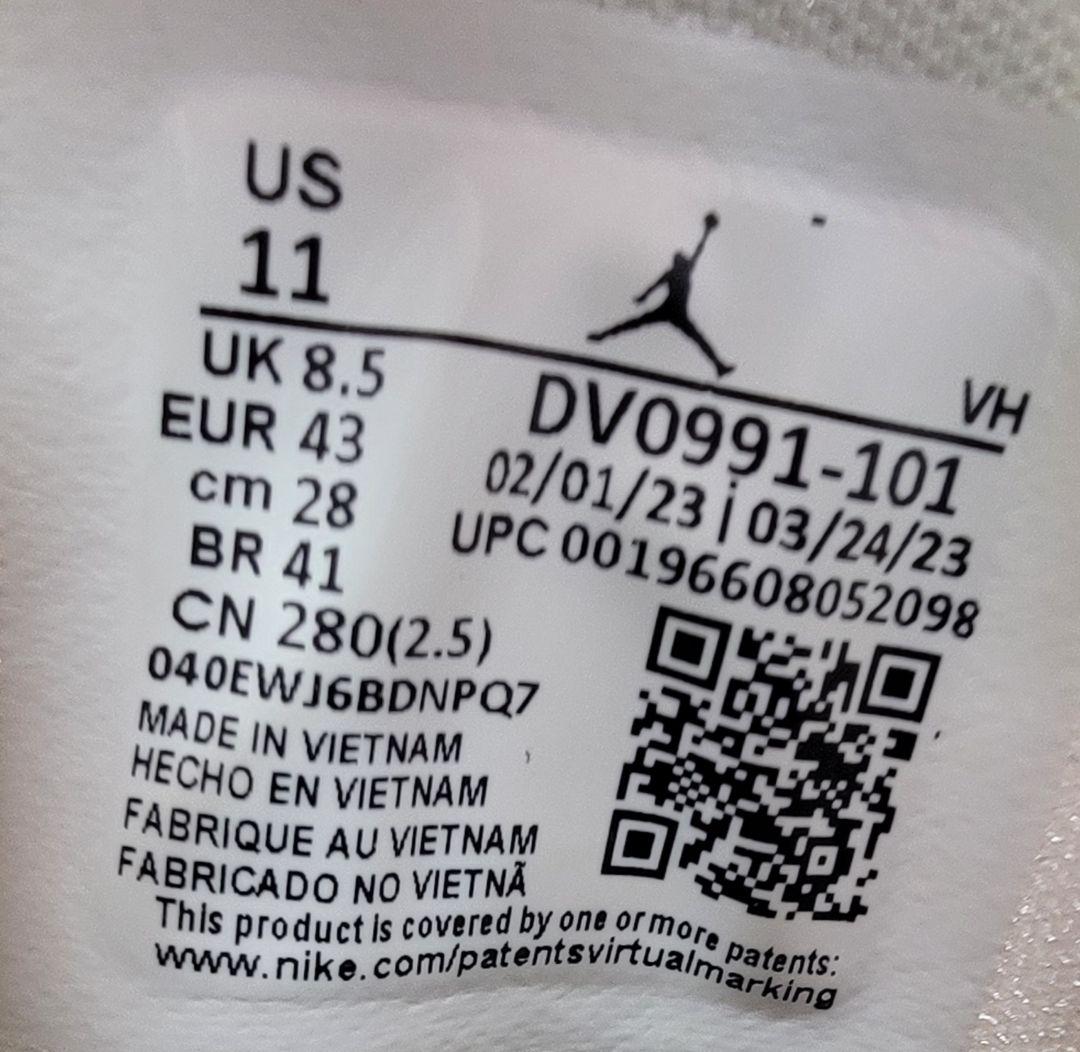 US
11
VH
UK 8.5
EUR 43
cm 28
BR 41
CN 280(2.5)
040EWJ6BDNPQ7
DV0991-101
02/01/23 | 03/24/23
UPC 00196608052098
MADE IN VIETNAM
HECHO EN VIETNAM
FABRIQUE AU VIETNAM
FABRICADO NO VIETNÃ
This product is covered by one or more patents:
www.nike.com/patentsvirtualmarking